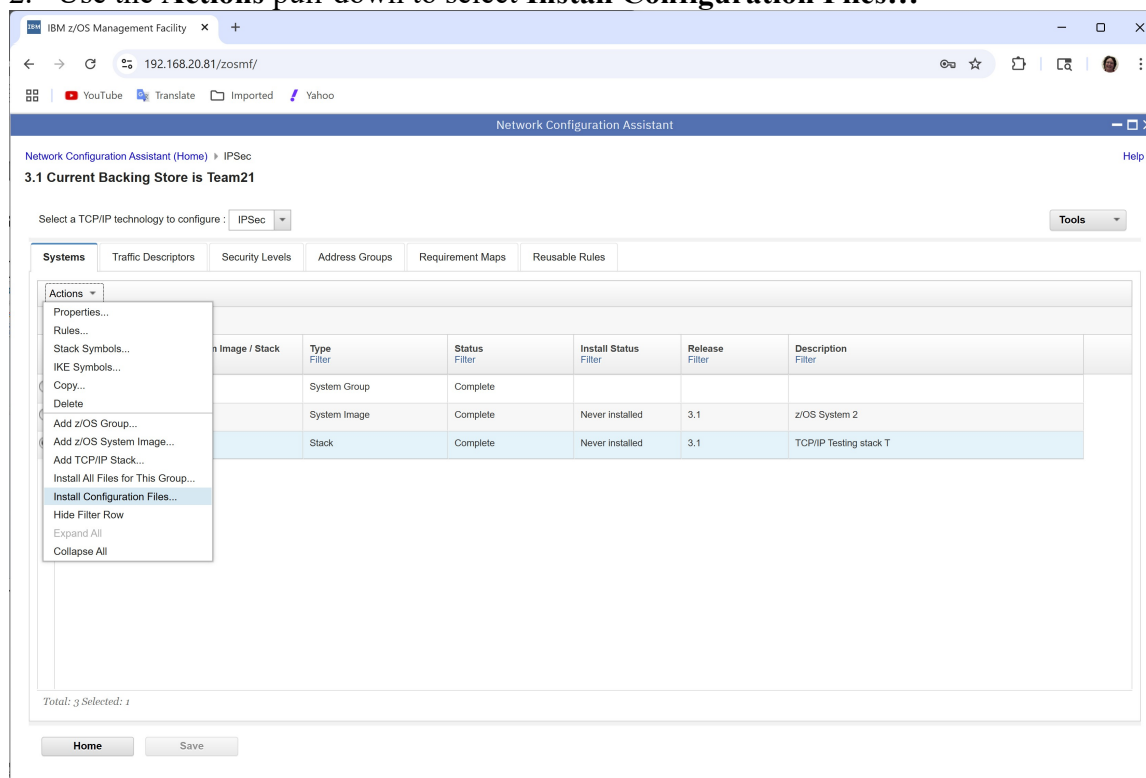 2. Use the Actions pull-down to select Install Configuration Files...
IBM IBM z/OS Management Facility
192.168.20.81/zosmf/
YouTube Translate Imported Yahoo
Network Configuration Assistant
Network Configuration Assistant (Home) IPSec Help
3.1 Current Backing Store is Team21
Select a TCP/IP technology to configure : IPSec Tools
Systems Traffic Descriptors Security Levels Address Groups Requirement Maps Reusable Rules
Actions
Properties...
Rules...
Stack Symbols...
IKE Symbols...
Copy...
Delete
Add z/OS Group...
Add z/OS System Image...
Add TCP/IP Stack...
Install All Files for This Group...
Install Configuration Files...
Hide Filter Row
Expand All
Collapse All
Image / Stack Type Status Install Status Release Description
Filter Filter Filter Filter Filter
System Group Complete
System Image Complete Never installed 3.1 z/OS System 2
Stack Complete Never installed 3.1 TCP/IP Testing stack T
Total: 3 Selected: 1
Home Save